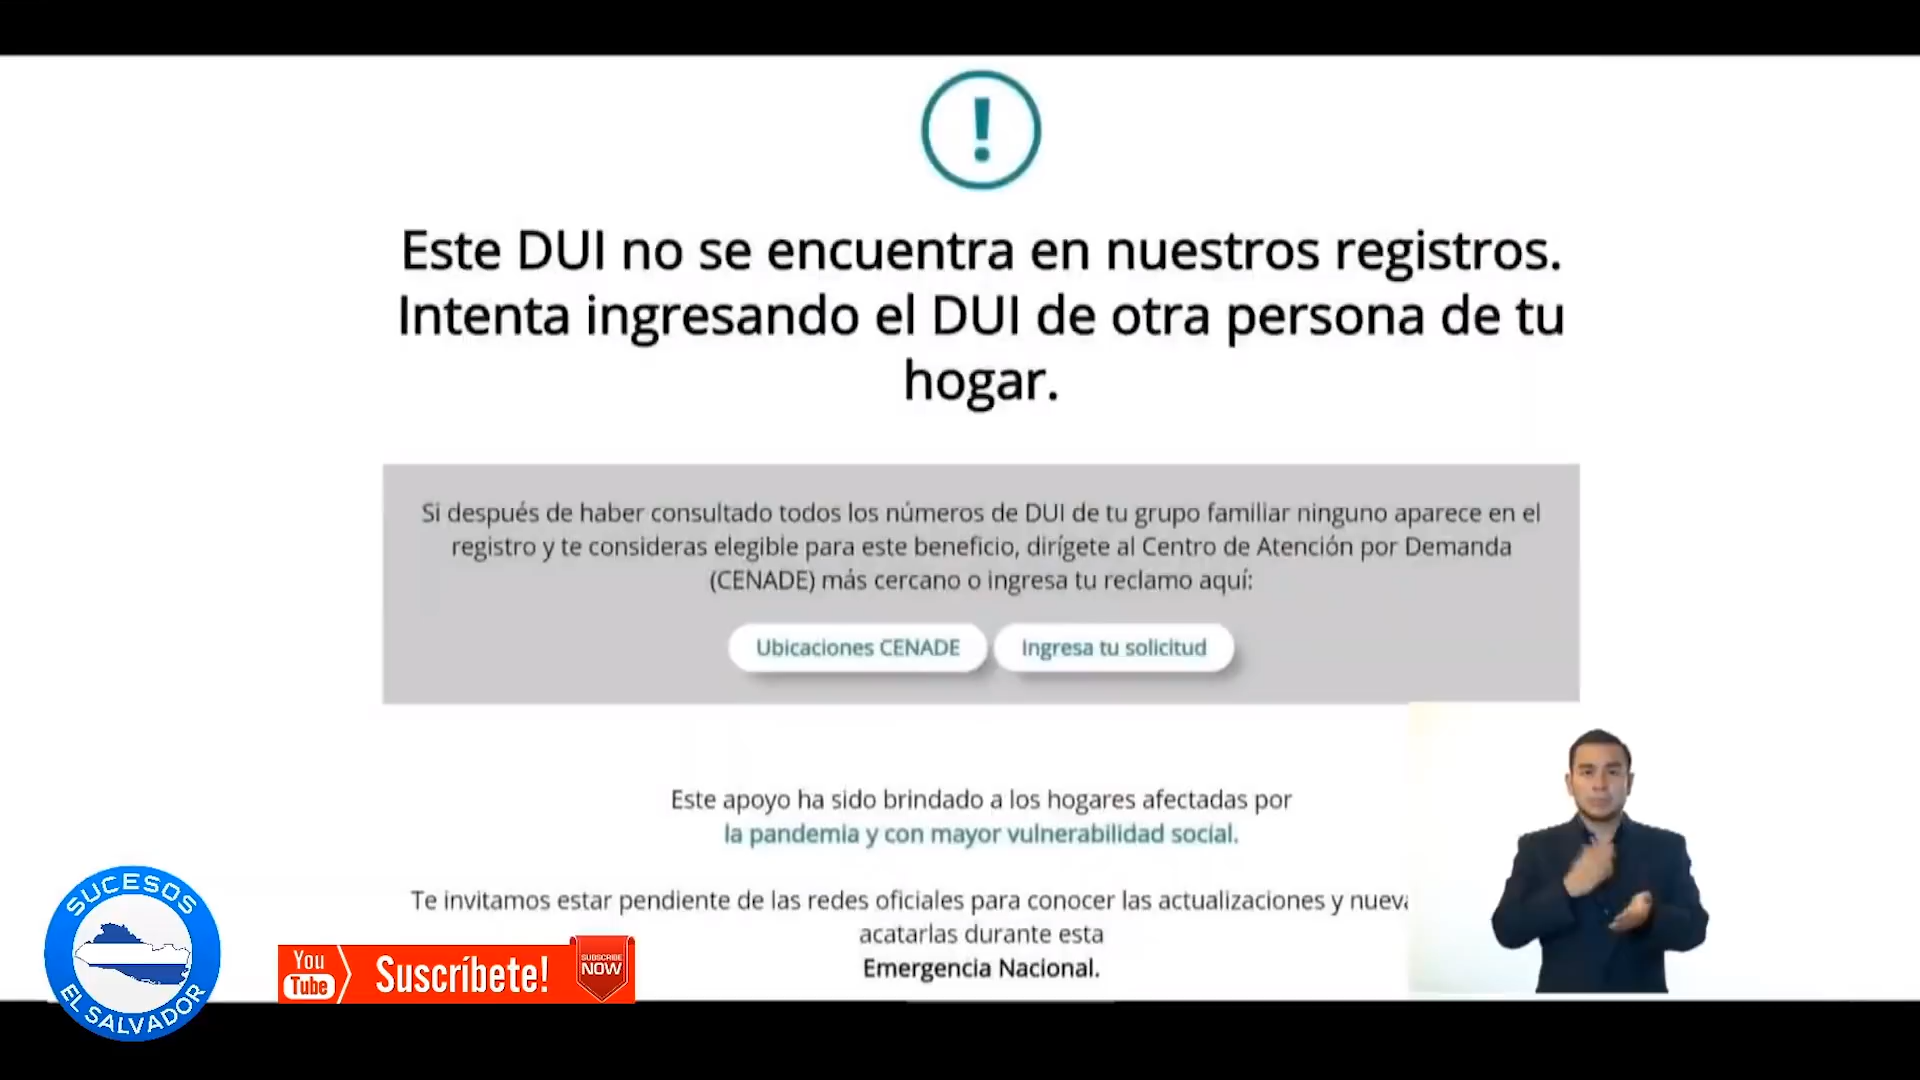 Este DUI no se encuentra en nuestros registros.
Intenta ingresando el DUI de otra persona de tu
hogar.
Si después de haber consultado todos los números de DUI de tu grupo familiar ninguno aparece en el
registro y te consideras elegible para este beneficio, dirígete al Centro de Atención por Demanda
(CENADE) más cercano o ingresa tu reclamo aquí:
Ubicaciones CENADE
Ingresa tu solicitud
Este apoyo ha sido brindado a los hogares afectadas por
la pandemia y con mayor vulnerabilidad social.
Te invitamos estar pendiente de las redes oficiales para conocer las actualizaciones y
acatarlas durante esta
Emergencia Nacional.
SUCESOS
EL SALVADOR
You
Tube
Suscríbete!
SUBSCRIBE
NOW